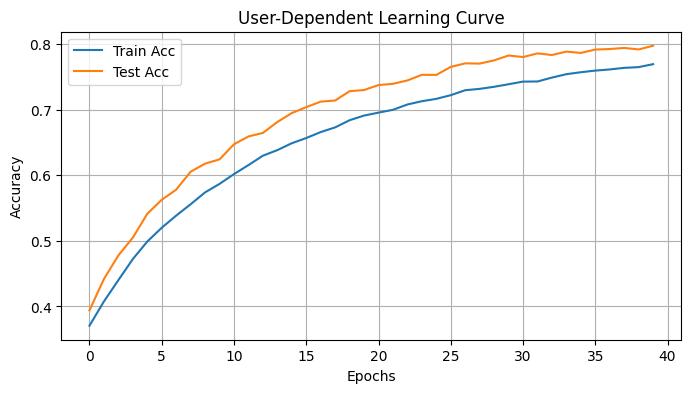 User-Dependent Learning Curve
Train Acc
Test Acc
Accuracy
0.8
0.7
0.6
0.5
0.4
0 5 10 15 20 25 30 35 40
Epochs